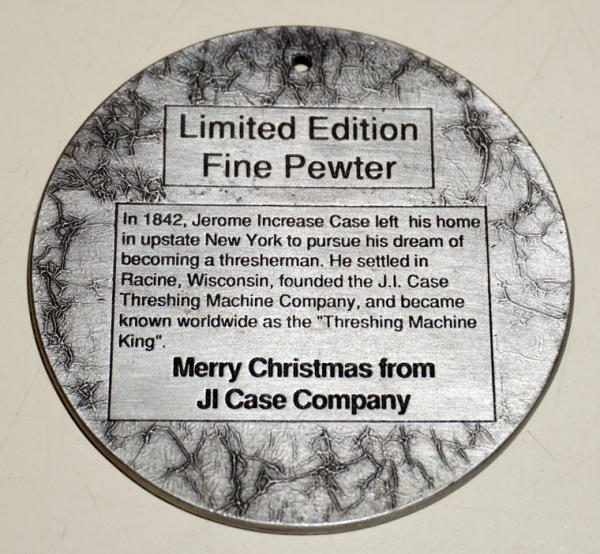 Limited Edition
Fine Pewter
In 1842, Jerome Increase Case left his home
in upstate New York to pursue his dream of
becoming a thresherman. He settled in
Racine, Wisconsin, founded the J.I. Case
Threshing Machine Company, and became
known worldwide as the "Threshing Machine
King".
Merry Christmas from
JI Case Company